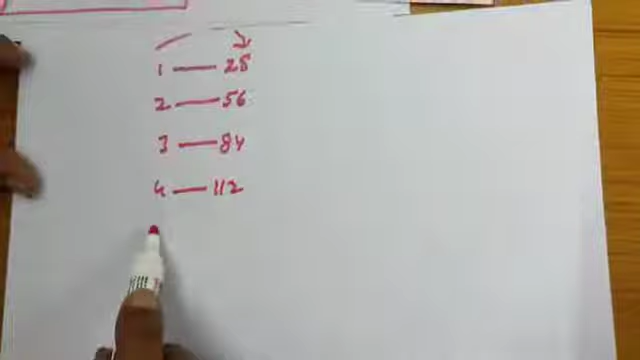 1 — 28
2 — 56
3 — 84
4 — 112